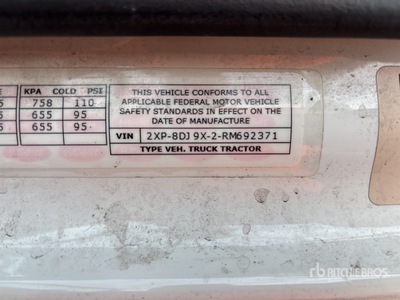 KPA COLD PSI
758 110
655 95
655 95
THIS VEHICLE CONFORMS TO ALL
APPLICABLE FEDERAL MOTOR VEHICLE
SAFETY STANDARDS IN EFFECT ON THE
DATE OF MANUFACTURE
VIN 2XP-8DJ9X-2-RM692371
TYPE VEH. TRUCK TRACTOR
rb RITCHIE BROS.